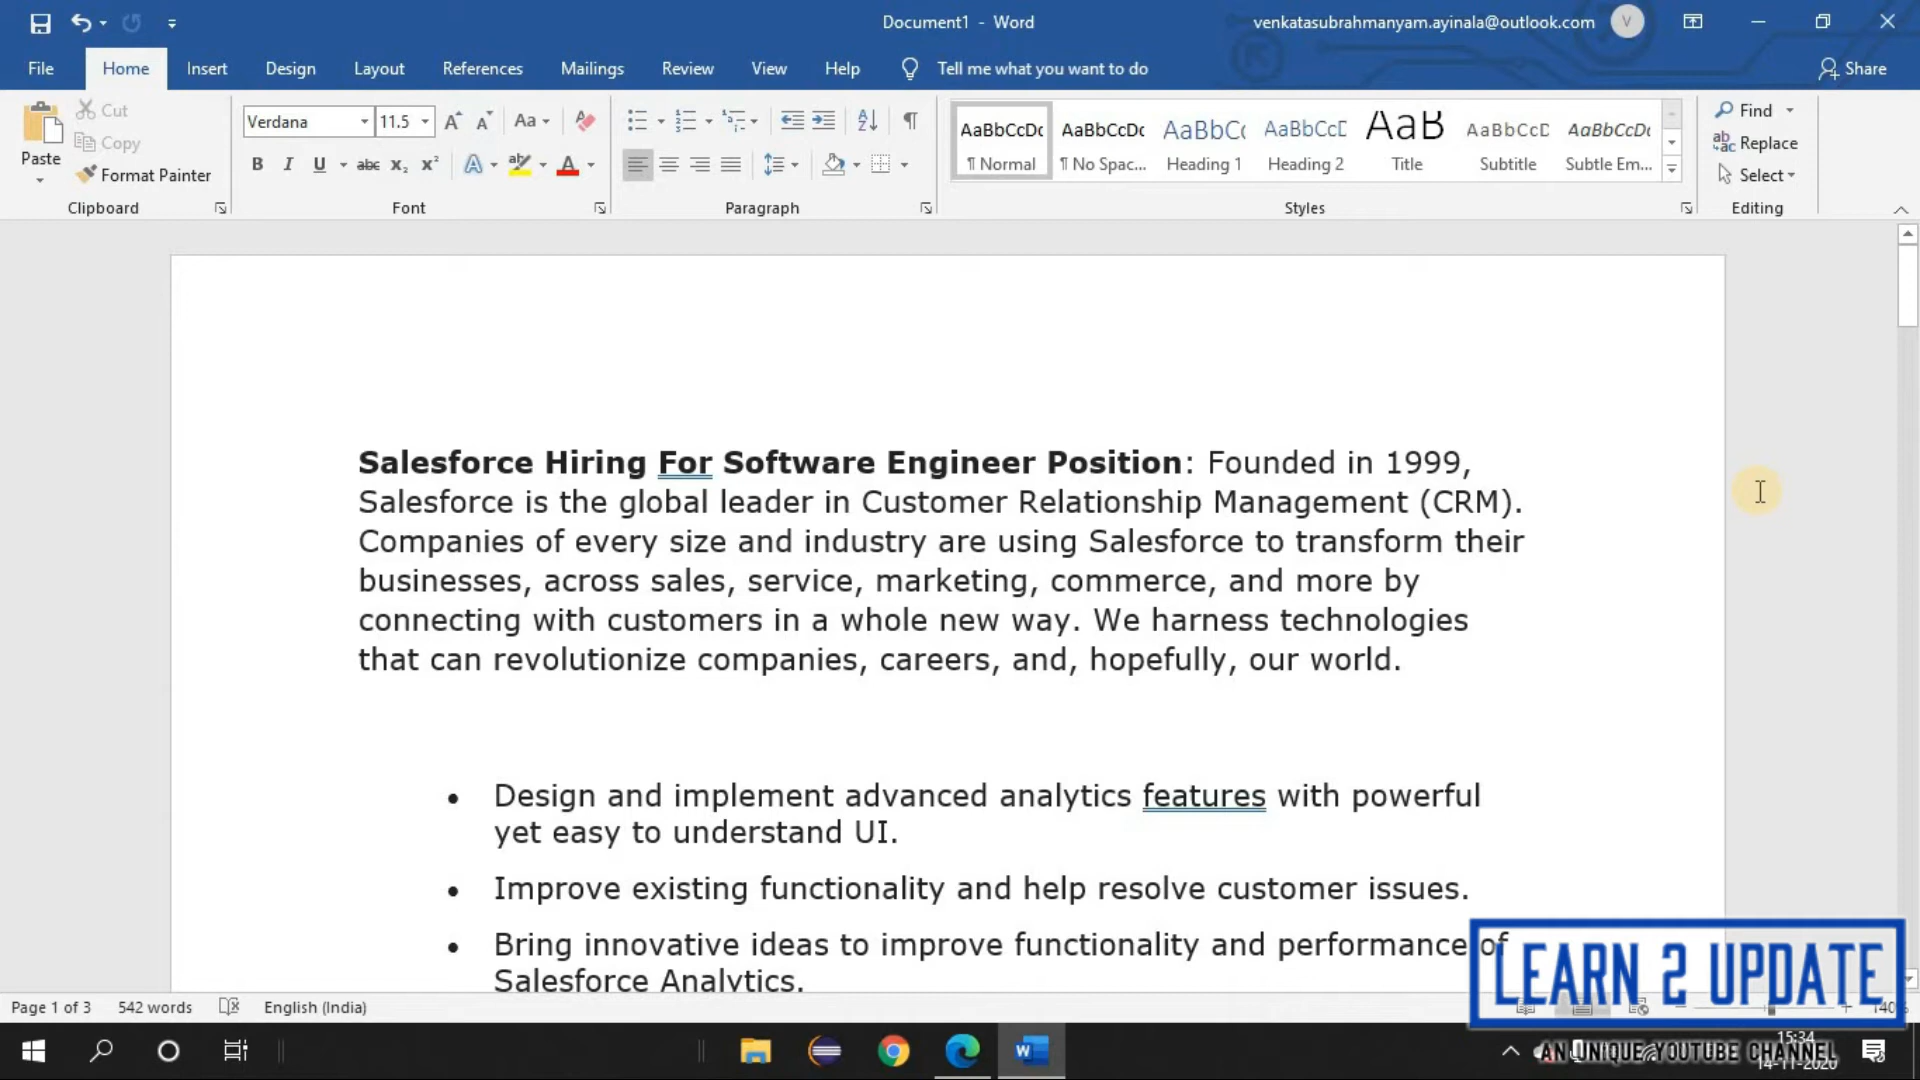 Document1 - Word
venkatasubrahmanyam.ayinala@outlook.com
V
File Home Insert Design Layout References Mailings Review View Help Tell me what you want to do Share
Paste
Cut
Copy
Format Painter
Clipboard
Verdana 11.5
Font
Paragraph
AaBbCcDc AaBbCcDc AaBbC AaBbCcD AaB AaBbCcD AaBbCcDc
¶ Normal ¶ No Spac... Heading 1 Heading 2 Title Subtitle Subtle Em...
Styles
Find
Replace
Select
Editing
Salesforce Hiring For Software Engineer Position: Founded in 1999,
Salesforce is the global leader in Customer Relationship Management (CRM).
Companies of every size and industry are using Salesforce to transform their
businesses, across sales, service, marketing, commerce, and more by
connecting with customers in a whole new way. We harness technologies
that can revolutionize companies, careers, and, hopefully, our world.
• Design and implement advanced analytics features with powerful
yet easy to understand UI.
• Improve existing functionality and help resolve customer issues.
• Bring innovative ideas to improve functionality and performance of
Salesforce Analytics.
LEARN 2 UPDATE
Page 1 of 3 542 words English (India) 140%
15:34
AN UNIQUE YOUTUBE CHANNEL
14-11-2020